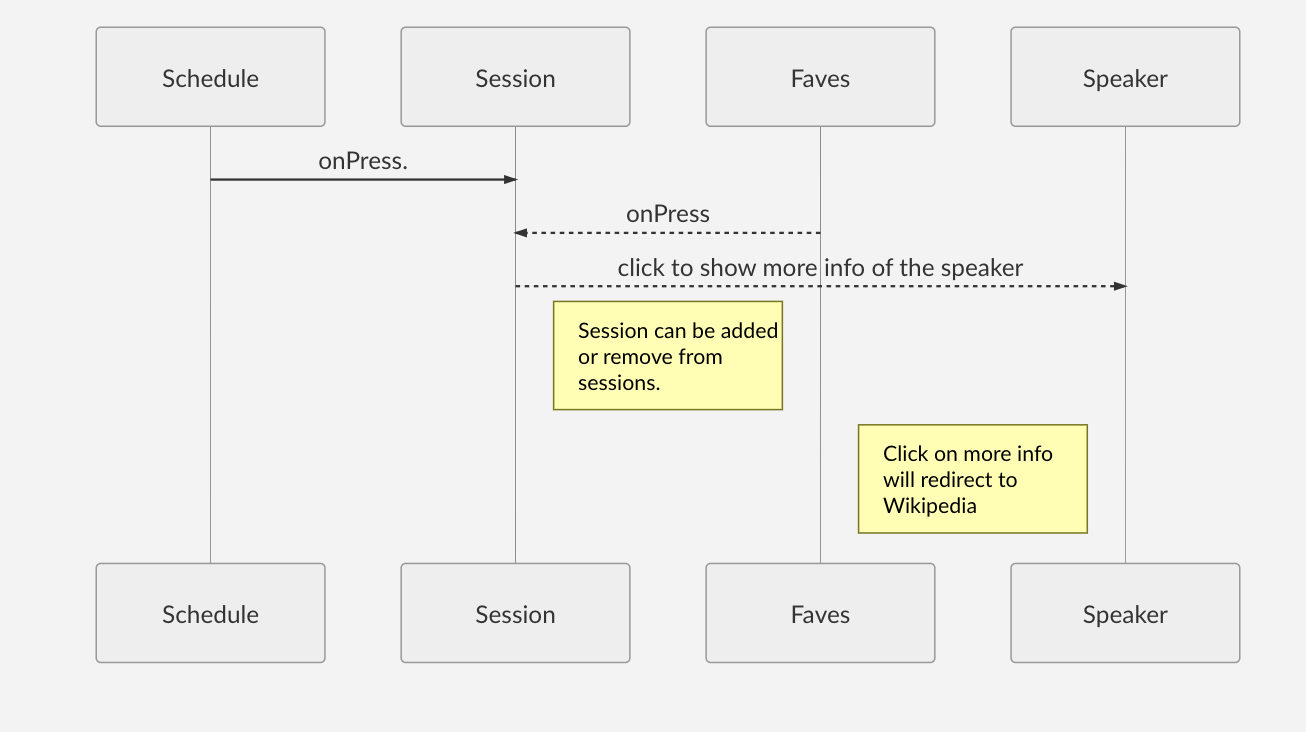 Schedule
Session
Faves
Speaker
onPress.
onPress
click to show more info of the speaker
Session can be added
or remove from
sessions.
Click on more info
will redirect to
Wikipedia
Schedule
Session
Faves
Speaker